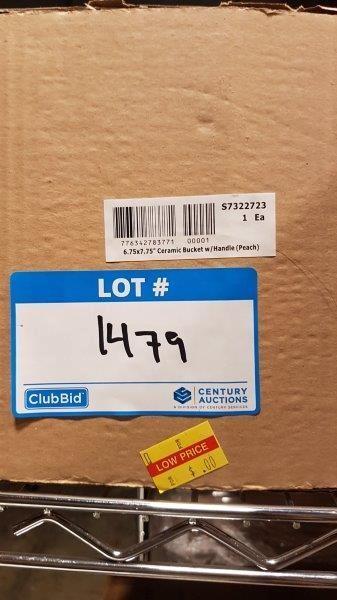 S7322723
1 Ea
776342783771 00001
6.75x7.75" Ceramic Bucket w/Handle (Peach)
LOT #
1479
ClubBid
CENTURY
AUCTIONS
A DIVISION OF CENTURY SERVICES
LOW PRICE
$ .00